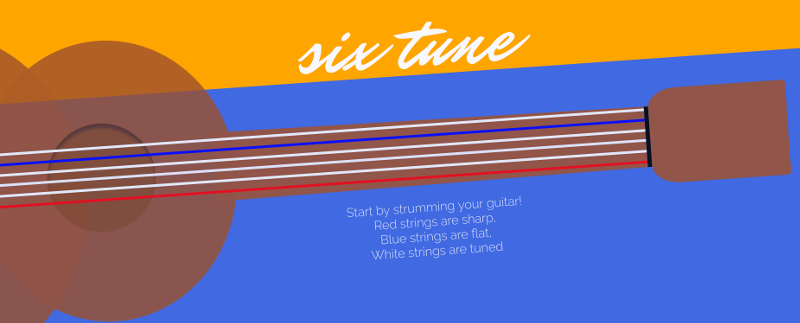 six tune
Start by strumming your guitar!
Red strings are sharp,
Blue strings are flat,
White strings are tuned